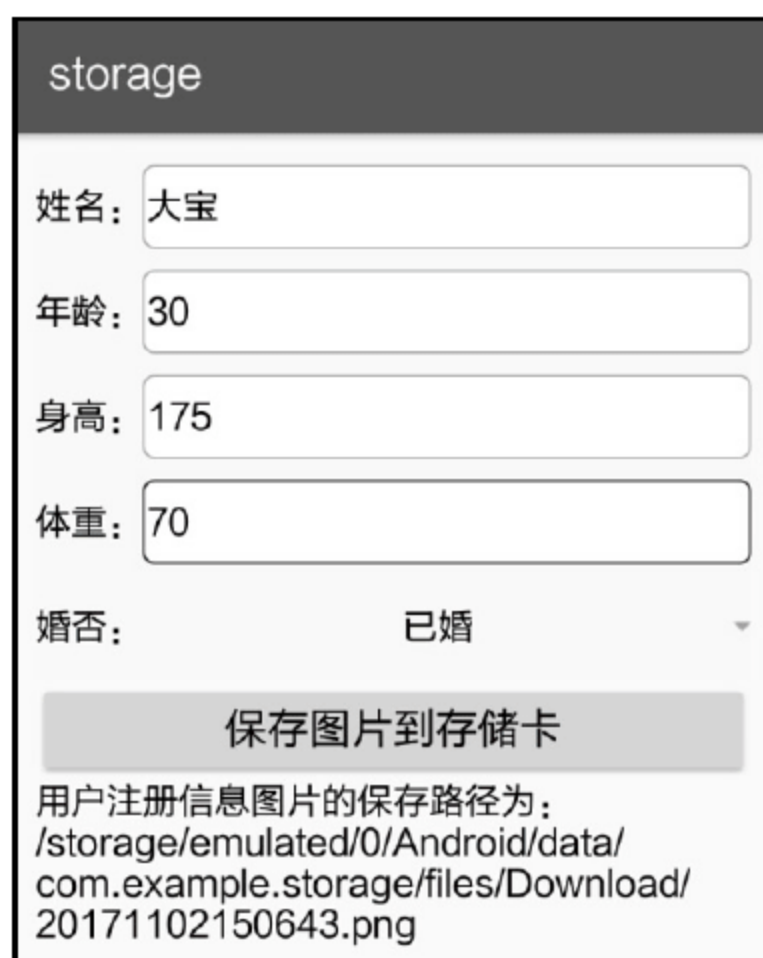 storage
姓名：大宝
年龄：30
身高：175
体重：70
婚否：已婚
保存图片到存储卡
用户注册信息图片的保存路径为：
/storage/emulated/0/Android/data/
com.example.storage/files/Download/
20171102150643.png